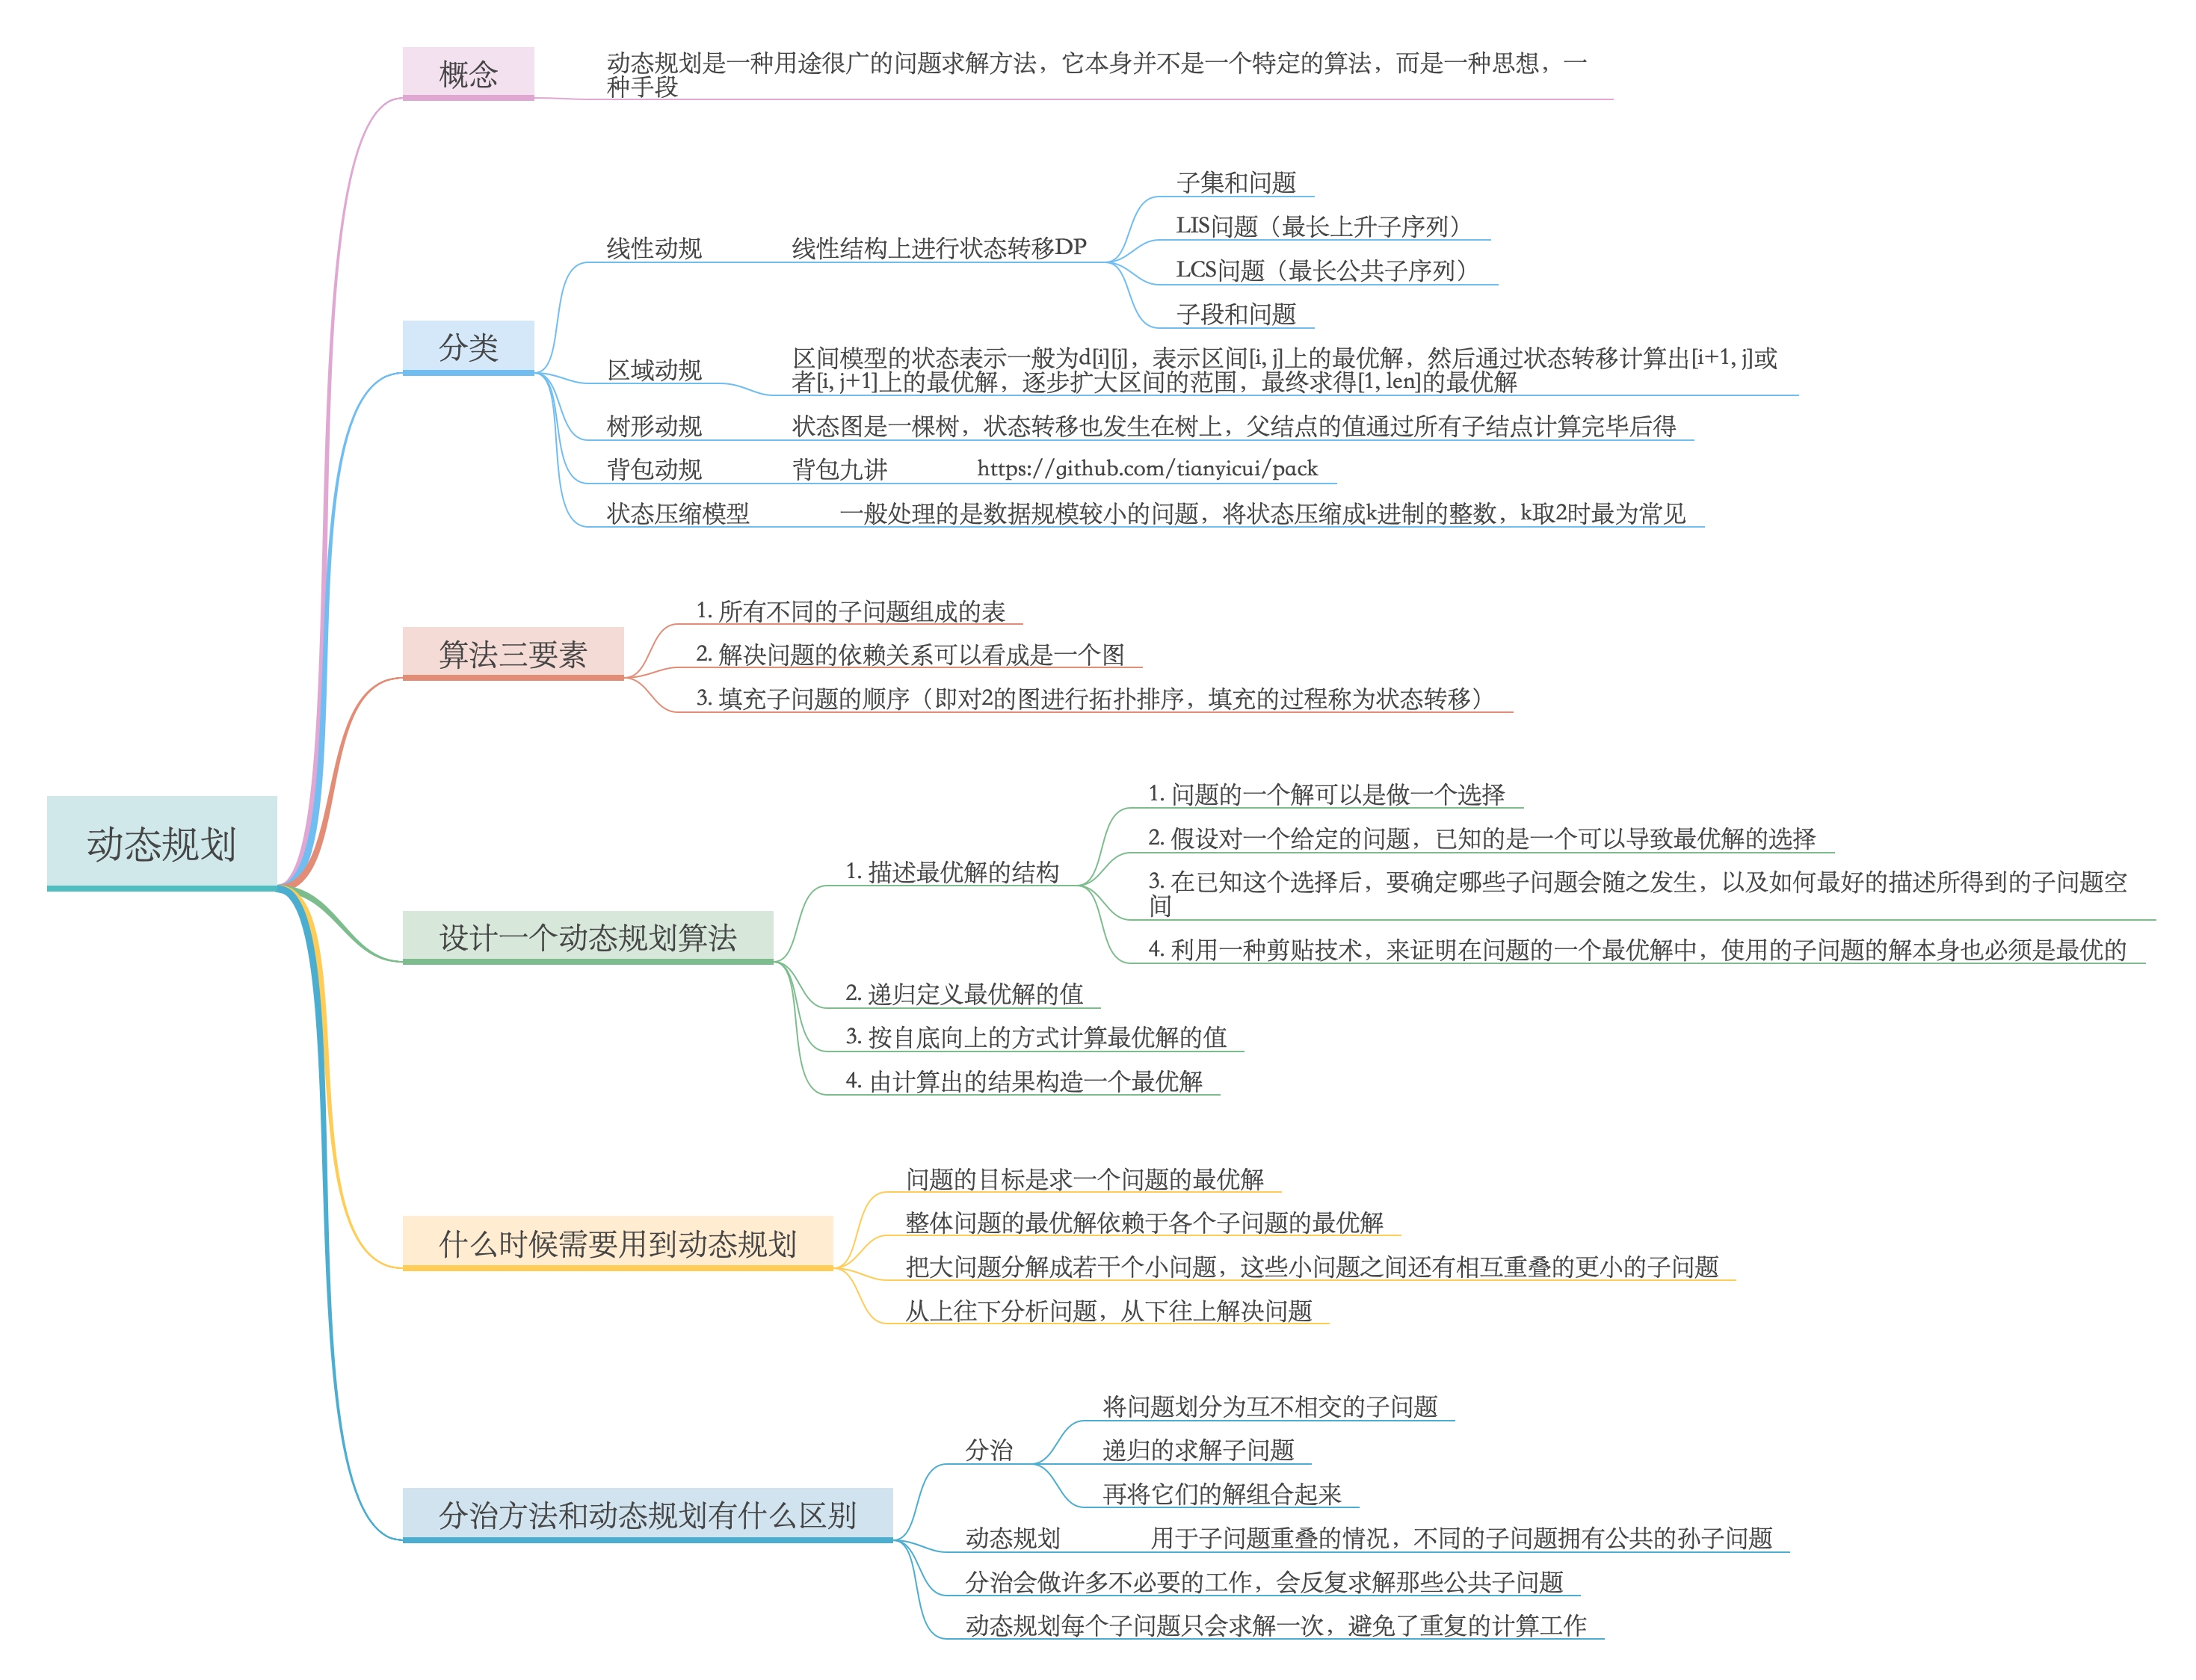 动态规划
概念
动态规划是一种用途很广的问题求解方法，它本身并不是一个特定的算法，而是一种思想，一
种手段
分类
线性动规
线性结构上进行状态转移DP
子集和问题
LIS问题（最长上升子序列）
LCS问题（最长公共子序列）
子段和问题
区域动规
区间模型的状态表示一般为d[i][j]，表示区间[i, j]上的最优解，然后通过状态转移计算出[i+1, j]或
者[i, j+1]上的最优解，逐步扩大区间的范围，最终求得[1, len]的最优解
树形动规
状态图是一棵树，状态转移也发生在树上，父结点的值通过所有子结点计算完毕后得
背包动规
背包九讲
https://github.com/tianyicui/pack
状态压缩模型
一般处理的是数据规模较小的问题，将状态压缩成k进制的整数，k取2时最为常见
算法三要素
1. 所有不同的子问题组成的表
2. 解决问题的依赖关系可以看成是一个图
3. 填充子问题的顺序（即对2的图进行拓扑排序，填充的过程称为状态转移）
设计一个动态规划算法
1. 描述最优解的结构
1. 问题的一个解可以是做一个选择
2. 假设对一个给定的问题，已知的是一个可以导致最优解的选择
3. 在已知这个选择后，要确定哪些子问题会随之发生，以及如何最好的描述所得到的子问题空
间
4. 利用一种剪贴技术，来证明在问题的一个最优解中，使用的子问题的解本身也必须是最优的
2. 递归定义最优解的值
3. 按自底向上的方式计算最优解的值
4. 由计算出的结果构造一个最优解
什么时候需要用到动态规划
问题的目标是求一个问题的最优解
整体问题的最优解依赖于各个子问题的最优解
把大问题分解成若干个小问题，这些小问题之间还有相互重叠的更小的子问题
从上往下分析问题，从下往上解决问题
分治方法和动态规划有什么区别
分治
将问题划分为互不相交的子问题
递归的求解子问题
再将它们的解组合起来
动态规划
用于子问题重叠的情况，不同的子问题拥有公共的孙子问题
分治会做许多不必要的工作，会反复求解那些公共子问题
动态规划每个子问题只会求解一次，避免了重复的计算工作